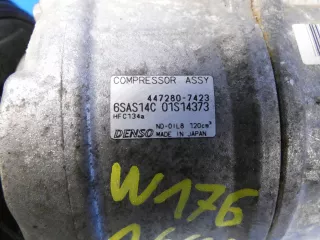 COMPRESSOR ASSY
447280-7423
6SAS14C 01S14373
HFC134a
ND-OIL8 120cm³
DENSO MADE IN JAPAN
W176